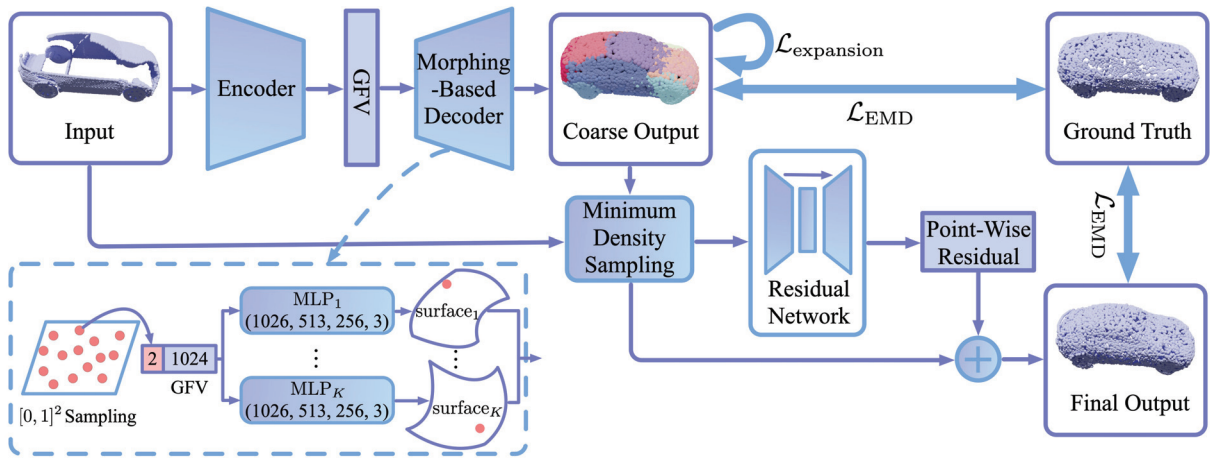 Input
Encoder
GFV
Morphing
-Based
Decoder
Coarse Output
ℒexpansion
ℒEMD
Ground Truth
ℒEMD
Minimum
Density
Sampling
Residual
Network
Point-Wise
Residual
+
Final Output
[0, 1]² Sampling
2 1024
GFV
MLP₁
(1026, 513, 256, 3)
⋮
MLP_K
(1026, 513, 256, 3)
surface₁
⋮
surface_K